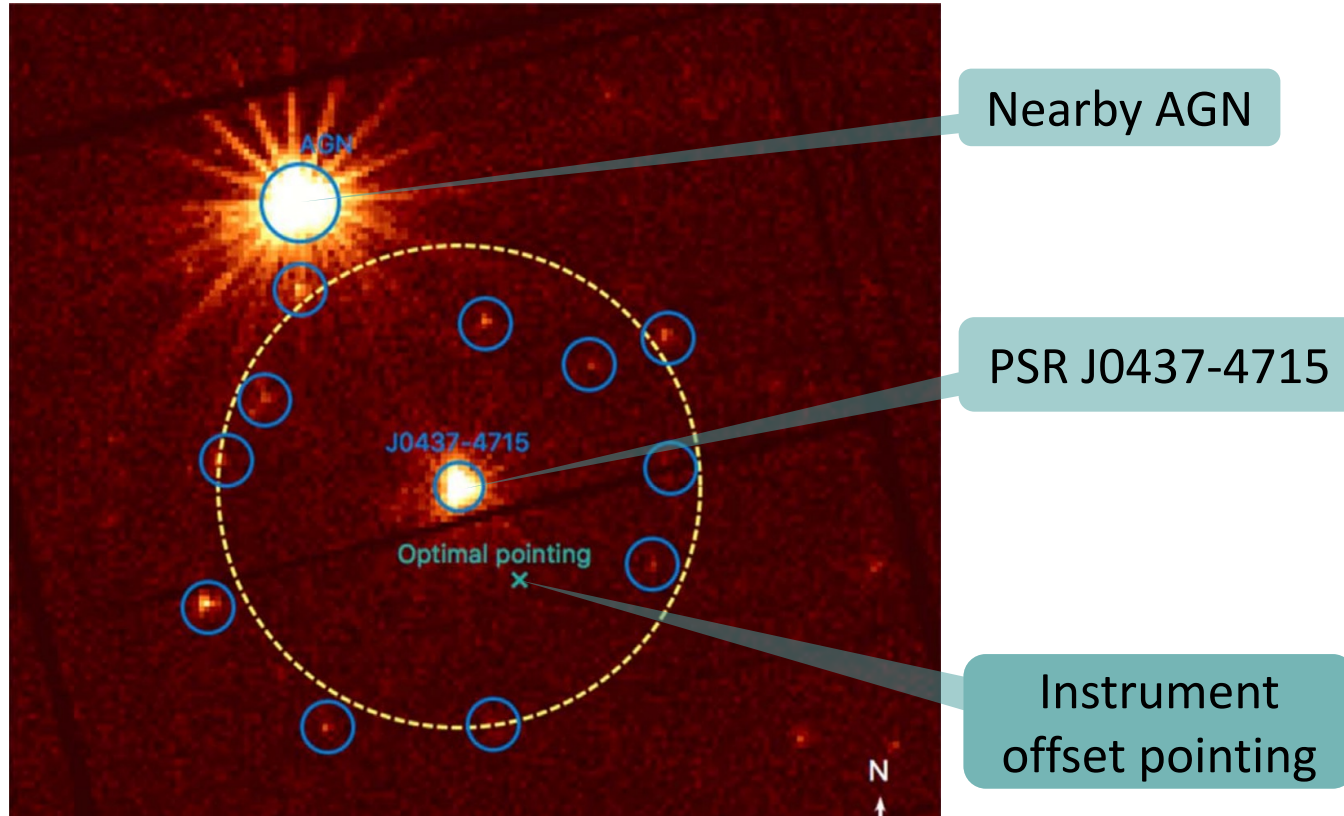 AGN
Nearby AGN
PSR J0437-4715
J0437-4715
Optimal pointing
Instrument
offset pointing
N